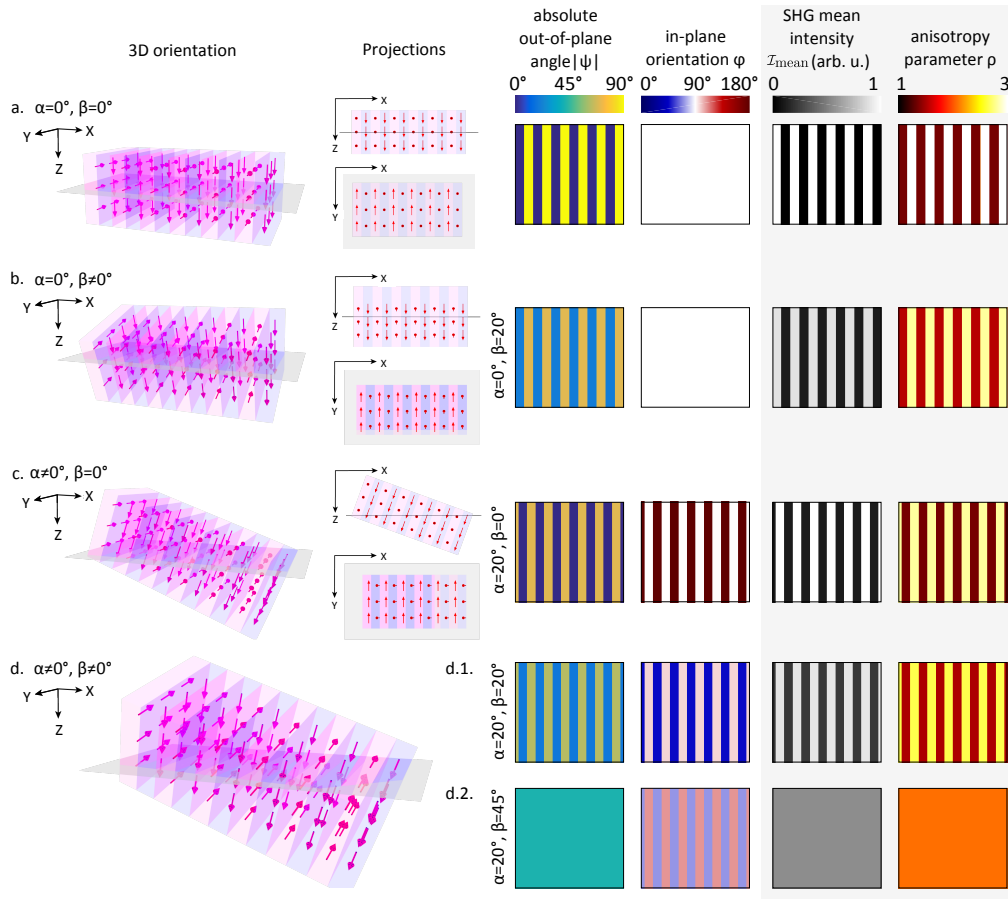 3D orientation
Projections
absolute
out-of-plane
angle|ψ|
0° 45° 90°
in-plane
orientation φ
0° 90° 180°
SHG mean
intensity
ℐmean (arb. u.)
0 1
anisotropy
parameter ρ
1 3
a. α=0°, β=0°
Y X
Z
X
Z
X
Y
b. α=0°, β≠0°
Y X
Z
X
Z
X
Y
α=0°, β=20°
c. α≠0°, β=0°
Y X
Z
X
Z
X
Y
α=20°, β=0°
d. α≠0°, β≠0°
Y X
Z
d.1.
α=20°, β=20°
d.2.
α=20°, β=45°